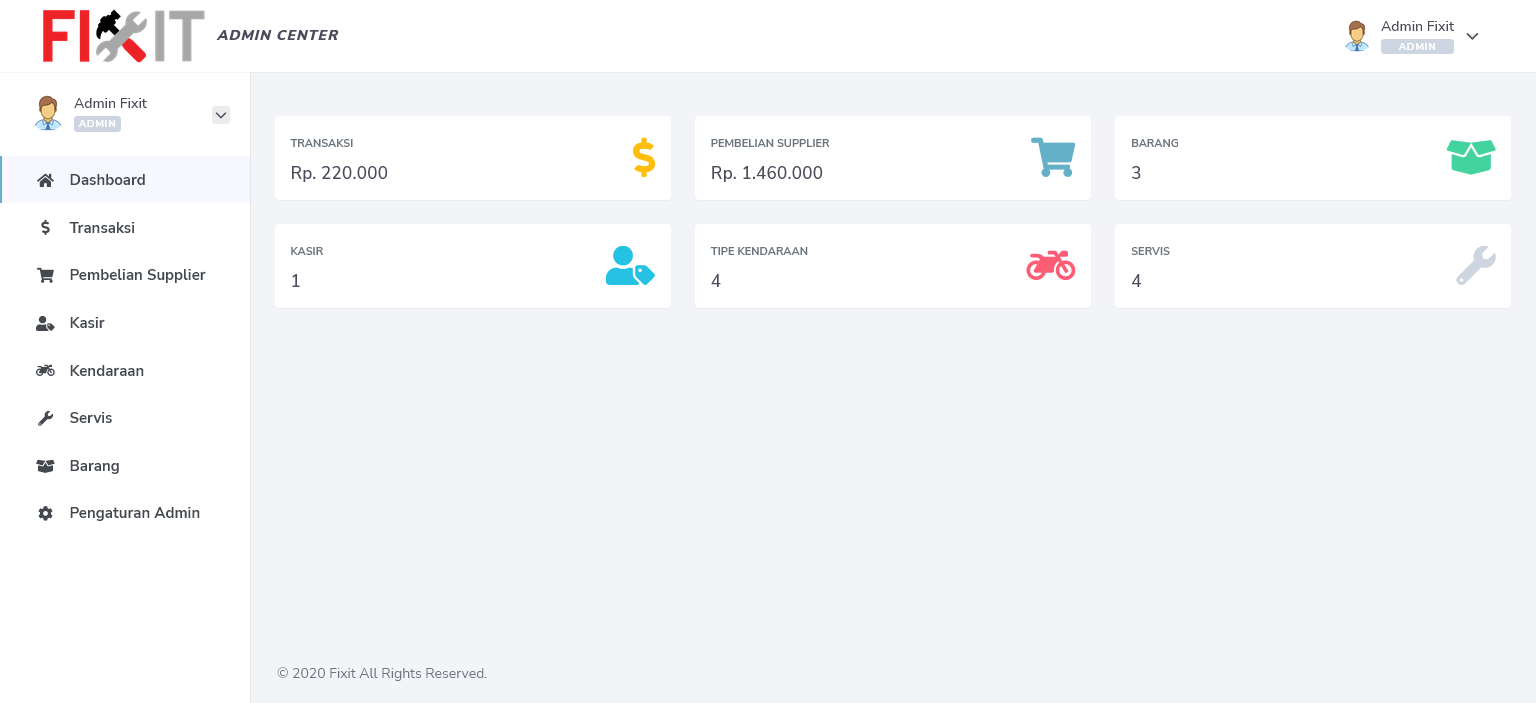 FIXIT ADMIN CENTER
Admin Fixit
ADMIN
Admin Fixit
ADMIN
Dashboard
Transaksi
Pembelian Supplier
Kasir
Kendaraan
Servis
Barang
Pengaturan Admin
TRANSAKSI
Rp. 220.000
PEMBELIAN SUPPLIER
Rp. 1.460.000
BARANG
3
KASIR
1
TIPE KENDARAAN
4
SERVIS
4
© 2020 Fixit All Rights Reserved.